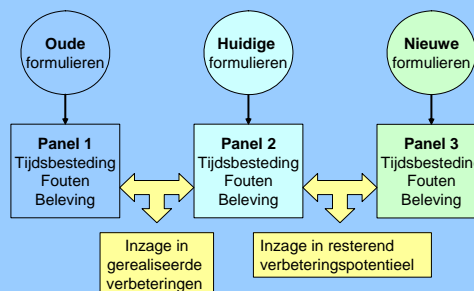 Oude
formulieren
Huidige
formulieren
Nieuwe
formulieren
Panel 1
Tijdsbesteding
Fouten
Beleving
Panel 2
Tijdsbesteding
Fouten
Beleving
Panel 3
Tijdsbestedin
Fouten
Beleving
Inzage in
gerealiseerde
verbeteringen
Inzage in resterend
verbeteringspotentieel